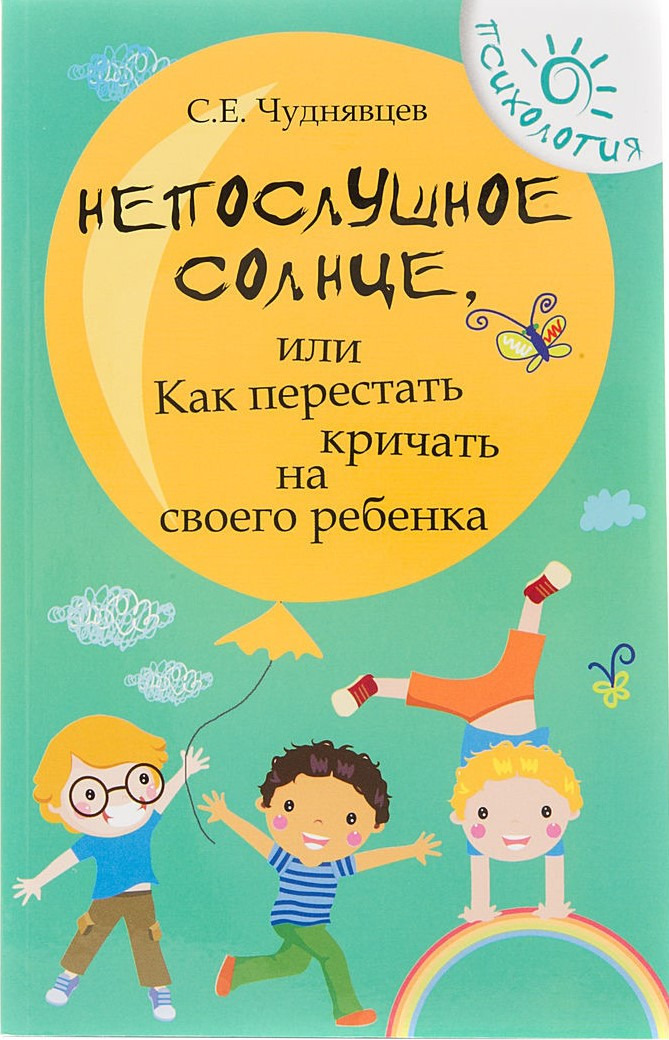 ПСИХОЛОГИЯ
С.Е. Чуднявцев
НЕПОСЛУШНОЕ
СОЛНЦЕ,
или
Как перестать
кричать
на
своего ребенка